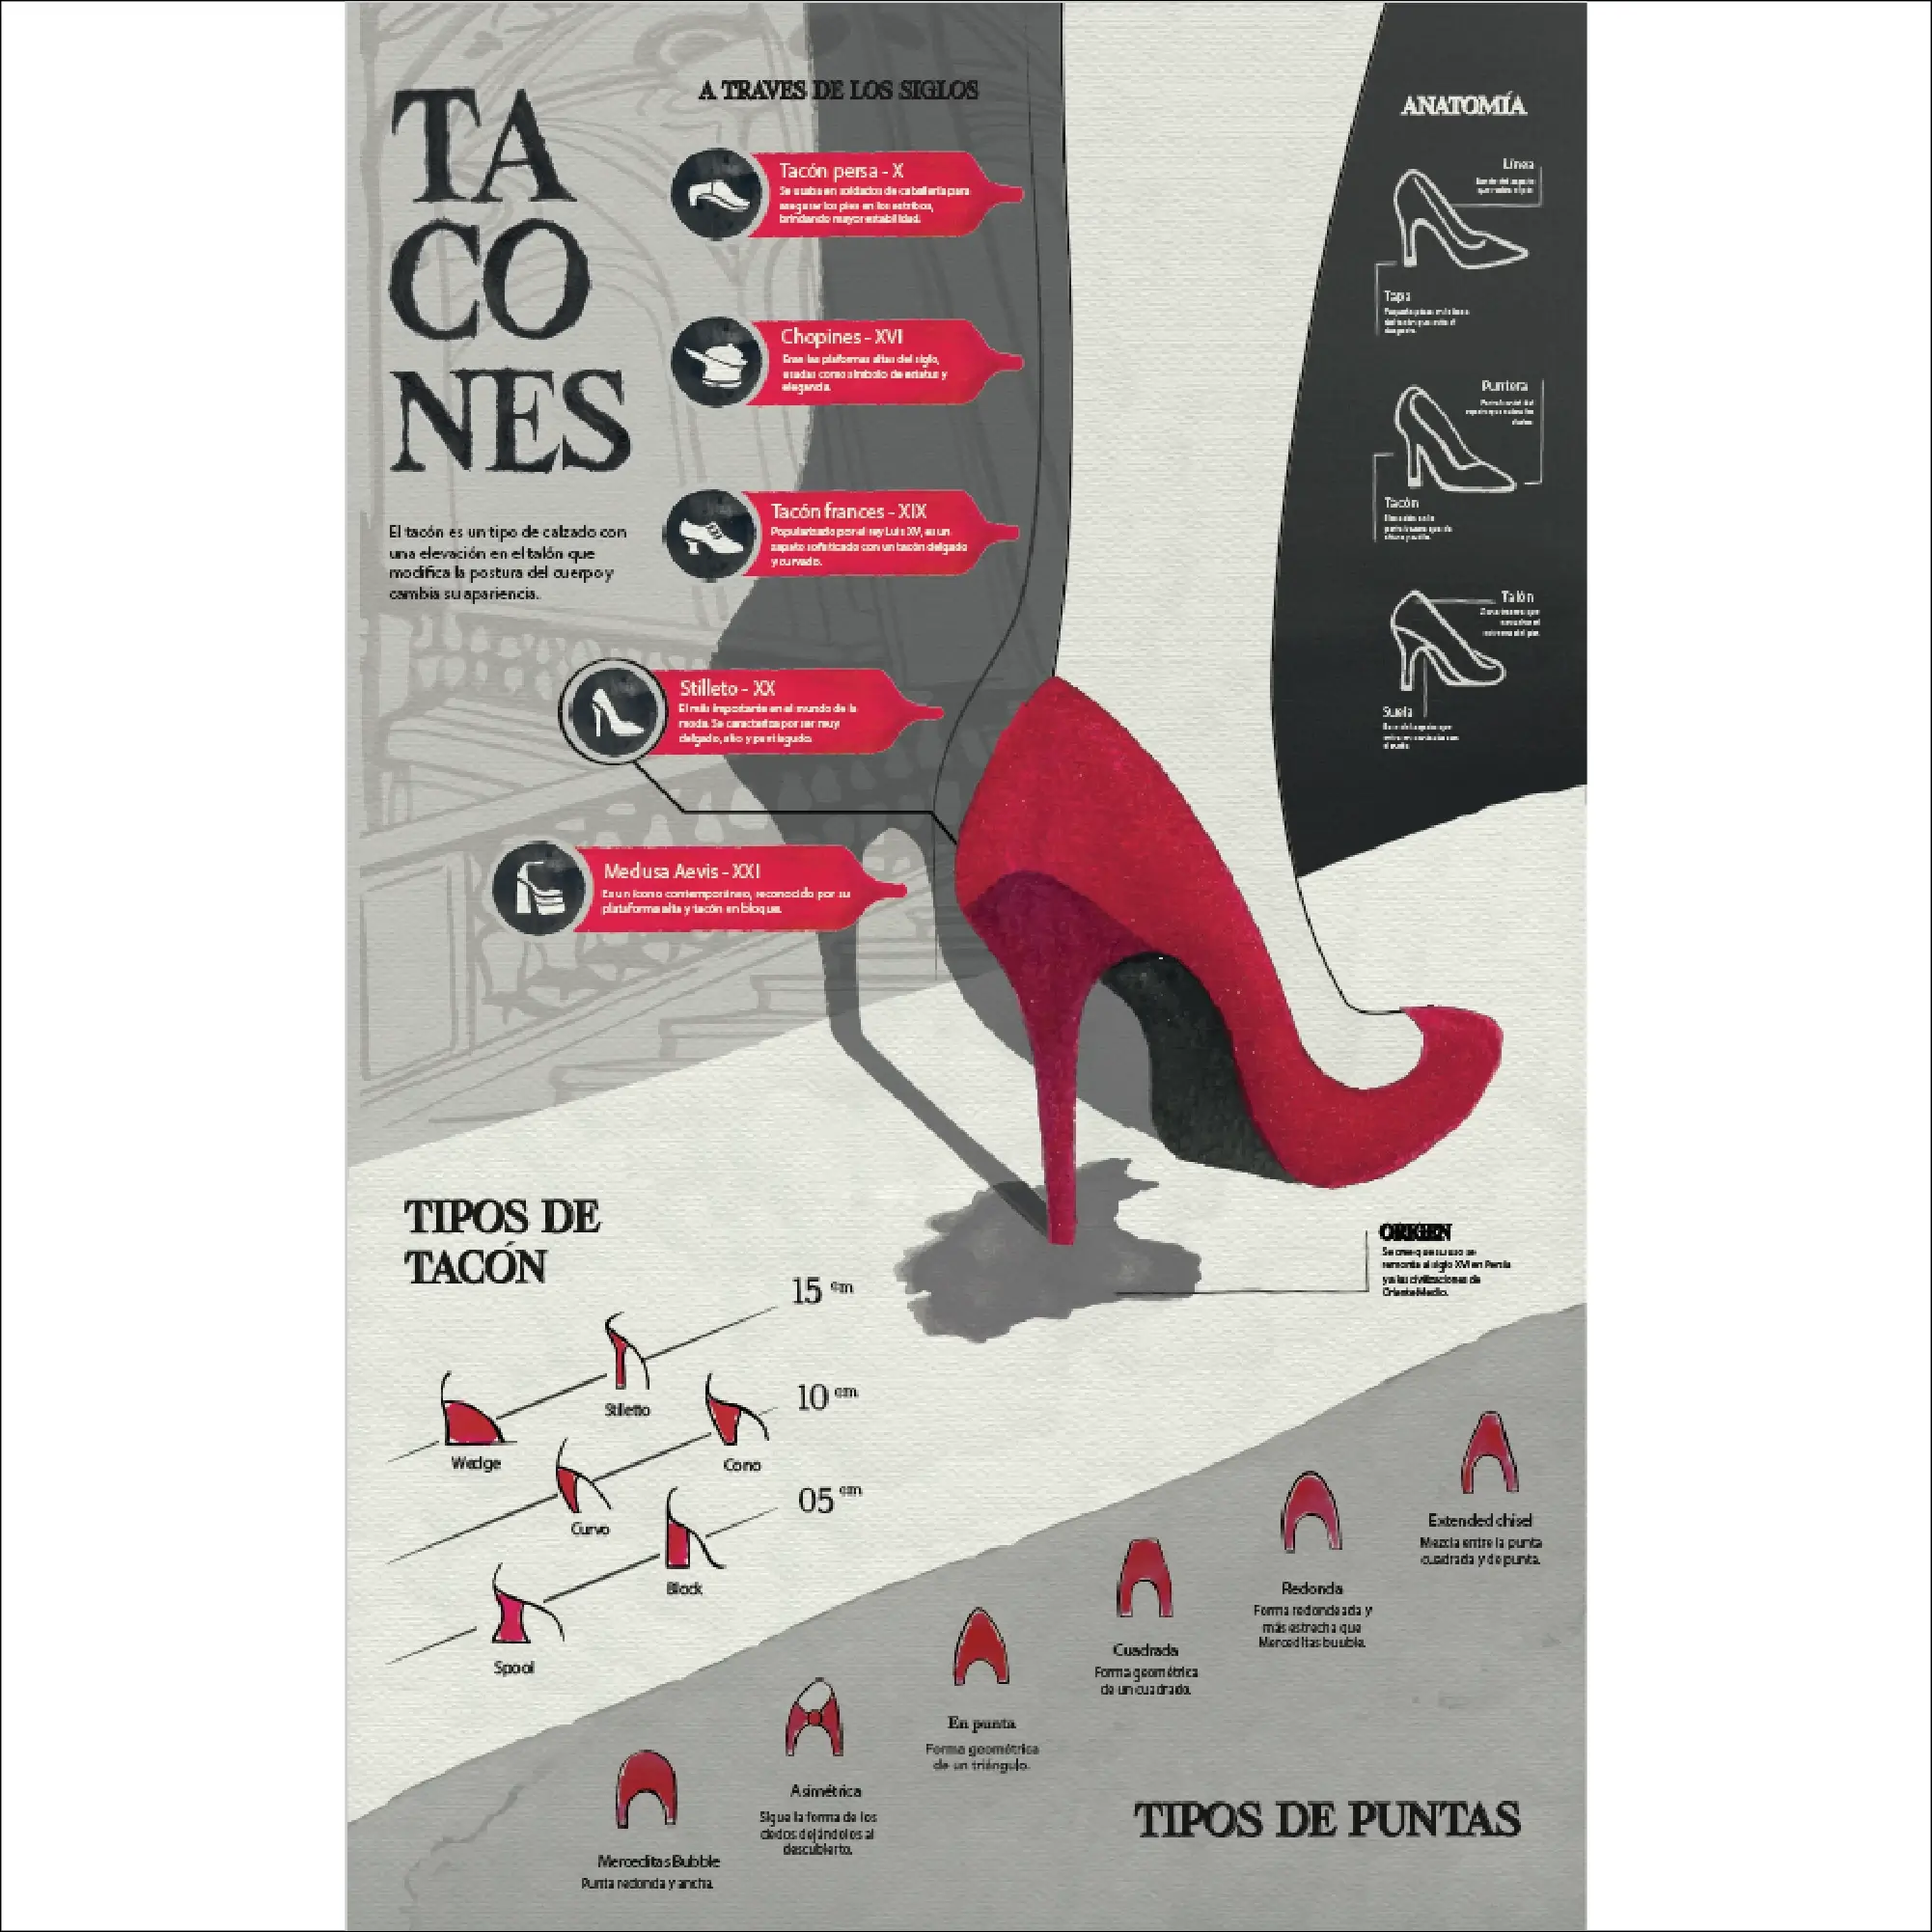 TA
CO
NES
El tacón es un tipo de calzado con
una elevación en el talón que
modifica la postura del cuerpo y
cambia su apariencia.
A TRAVES DE LOS SIGLOS
Tacón persa - X
Se usaba en soldados de caballería para
asegurar los pies en los estribos,
brindando mayor estabilidad.
Chopines - XVI
Eran las plaformas altas del siglo,
usadas como símbolo de estatus y
elegancia.
Tacón frances - XIX
Popularizado por el rey Luis XV, es un
zapato sofisticado con un tacón delgado
y curvado.
Stilleto - XX
El más importante en el mundo de la
moda. Se caracteriza por ser muy
delgado, alto y puntiagudo.
Medusa Aevis - XXI
Es un ícono contemporáneo, reconocido por su
plataforma alta y tacón en bloque.
ANATOMÍA
Línea
Tapa
Puntera
Tacón
Talón
Suela
ORIGEN
Se cree que su uso se
remonta al siglo XVI en Persia
y a las civilizaciones de
Oriente Medio.
TIPOS DE
TACÓN
15 cm
10 cm
05 cm
Stilletto
Wedge
Cono
Curvo
Block
Spool
Extended chisel
Mezcla entre la punta
cuadrada y de punta.
Redonda
Forma redondeada y
más estrecha que
Merceditas buuble.
Cuadrada
Forma geométrica
de un cuadrado.
En punta
Forma geométrica
de un triángulo.
Asimétrica
Sigue la forma de los
dedos dejándolos al
descubierto.
Merceditas Bubble
Punta redonda y ancha.
TIPOS DE PUNTAS